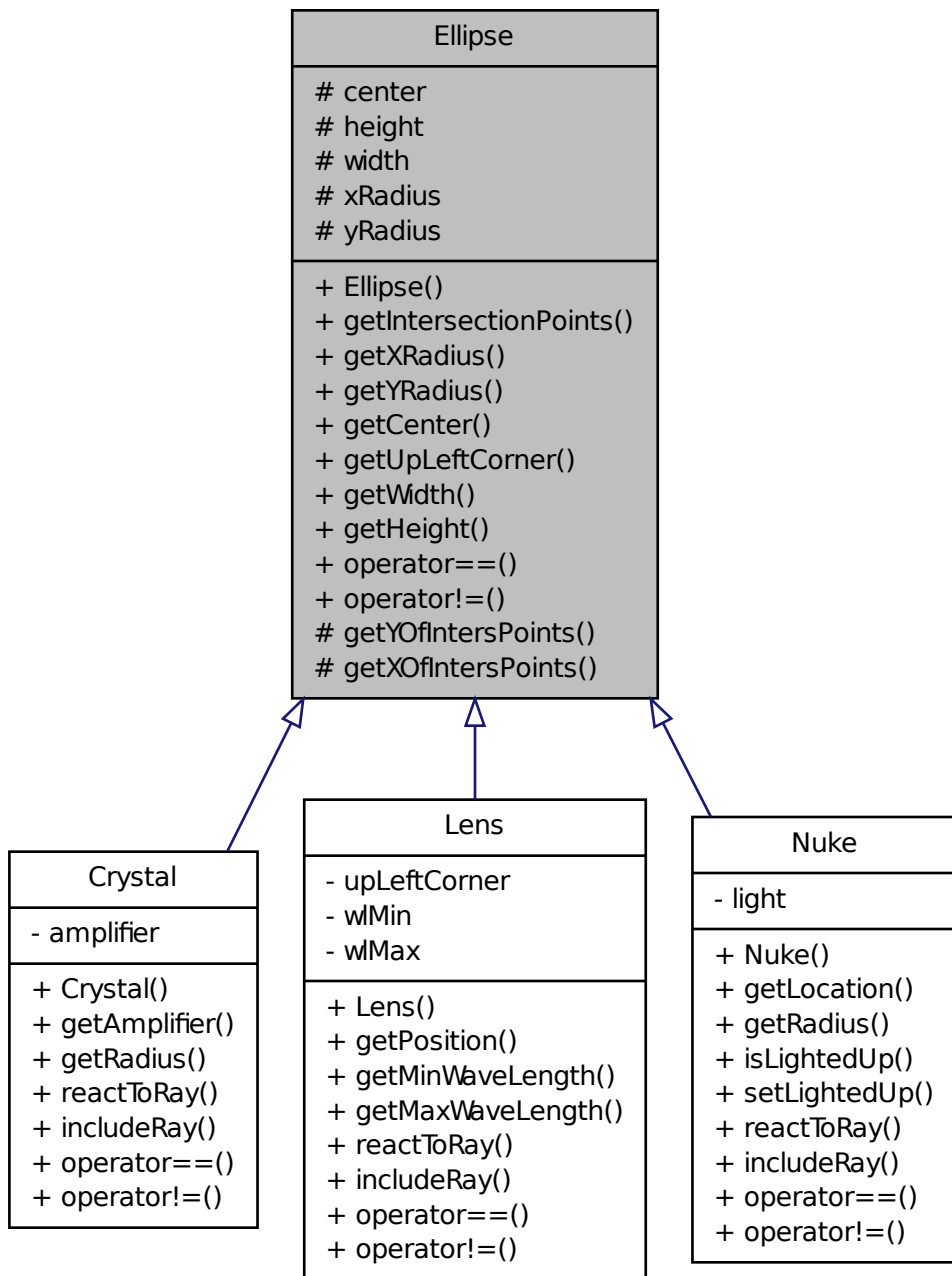 Ellipse
# center
# height
# width
# xRadius
# yRadius
+ Ellipse()
+ getIntersectionPoints()
+ getXRadius()
+ getYRadius()
+ getCenter()
+ getUpLeftCorner()
+ getWidth()
+ getHeight()
+ operator==()
+ operator!=()
# getYOfIntersPoints()
# getXOfIntersPoints()
Crystal
- amplifier
+ Crystal()
+ getAmplifier()
+ getRadius()
+ reactToRay()
+ includeRay()
+ operator==()
+ operator!=()
Lens
- upLeftCorner
- wlMin
- wlMax
+ Lens()
+ getPosition()
+ getMinWaveLength()
+ getMaxWaveLength()
+ reactToRay()
+ includeRay()
+ operator==()
+ operator!=()
Nuke
- light
+ Nuke()
+ getLocation()
+ getRadius()
+ isLightedUp()
+ setLightedUp()
+ reactToRay()
+ includeRay()
+ operator==()
+ operator!=()